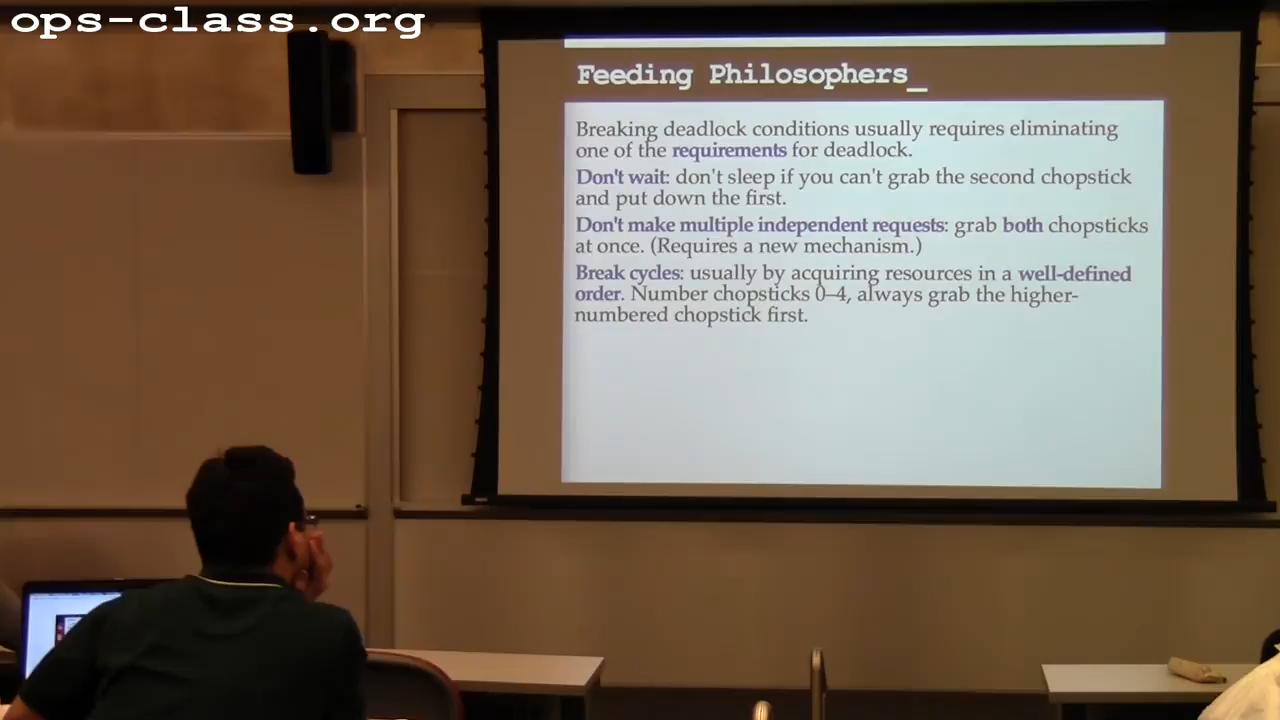 ops-class.org
Feeding Philosophers_
Breaking deadlock conditions usually requires eliminating
one of the requirements for deadlock.
Don't wait: don't sleep if you can't grab the second chopstick
and put down the first.
Don't make multiple independent requests: grab both chopsticks
at once. (Requires a new mechanism.)
Break cycles: usually by acquiring resources in a well-defined
order. Number chopsticks 0–4, always grab the higher-
numbered chopstick first.